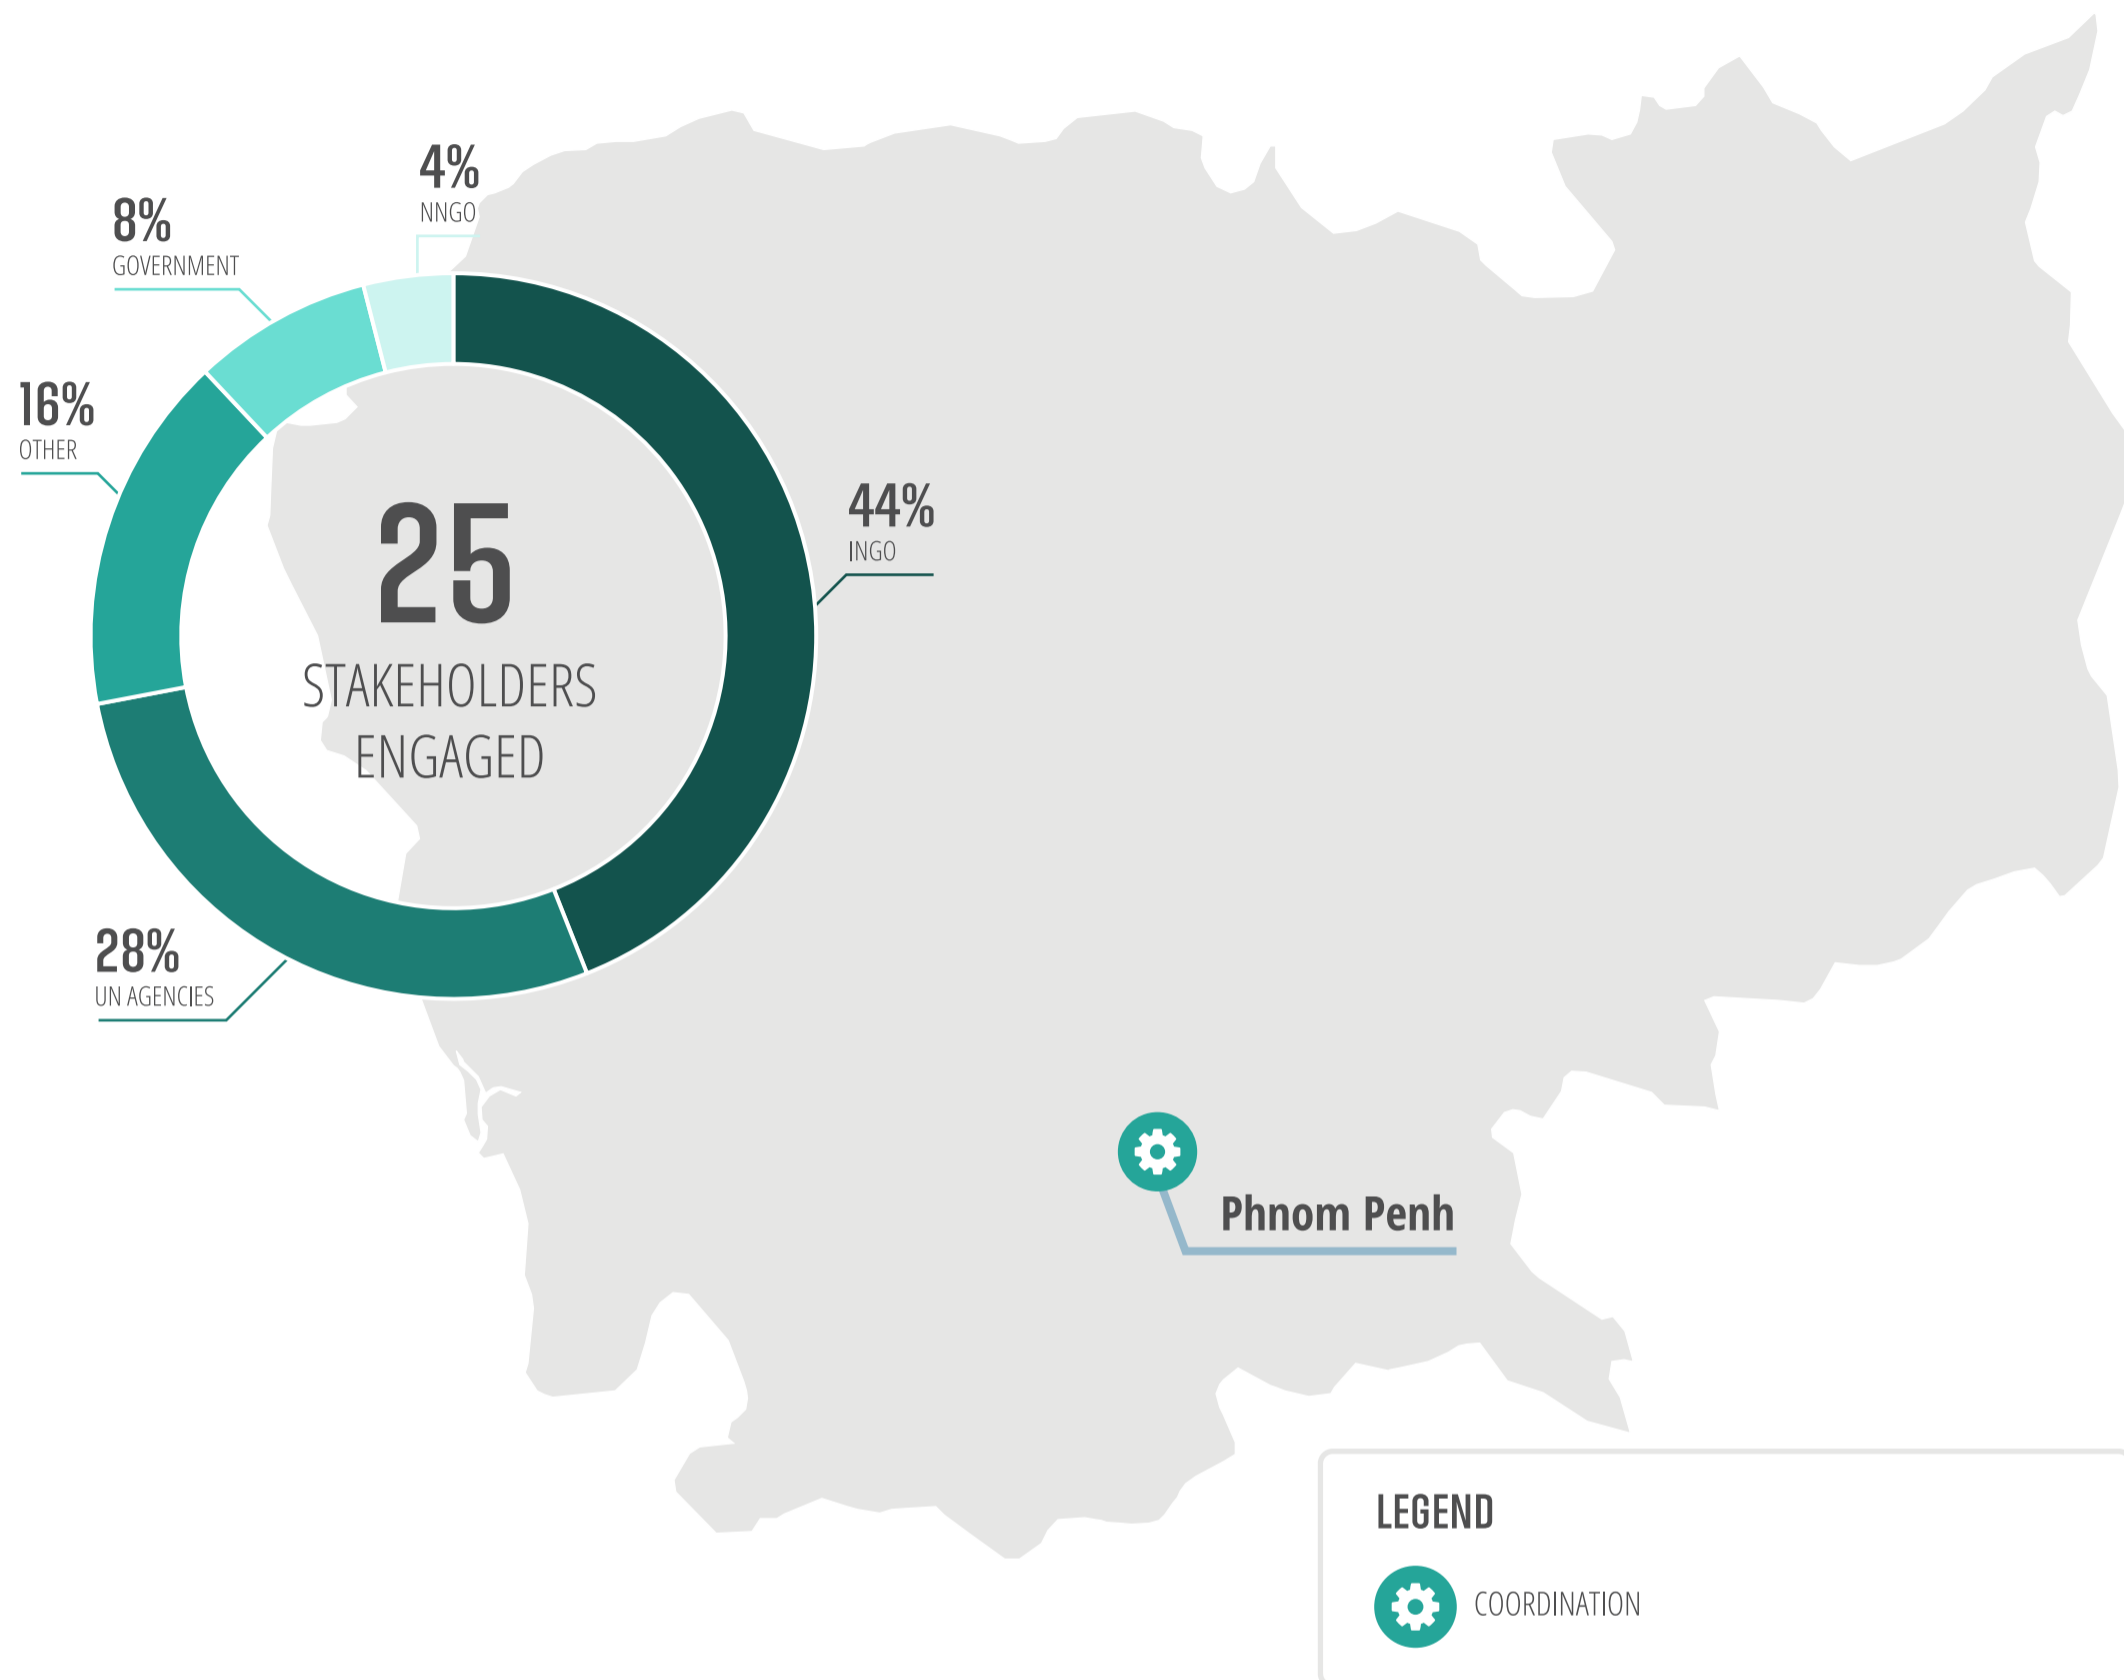 4%
NNGO
8%
GOVERNMENT
16%
OTHER
44%
INGO
25
STAKEHOLDERS
ENGAGED
28%
UN AGENCIES
Phnom Penh
LEGEND
COORDINATION